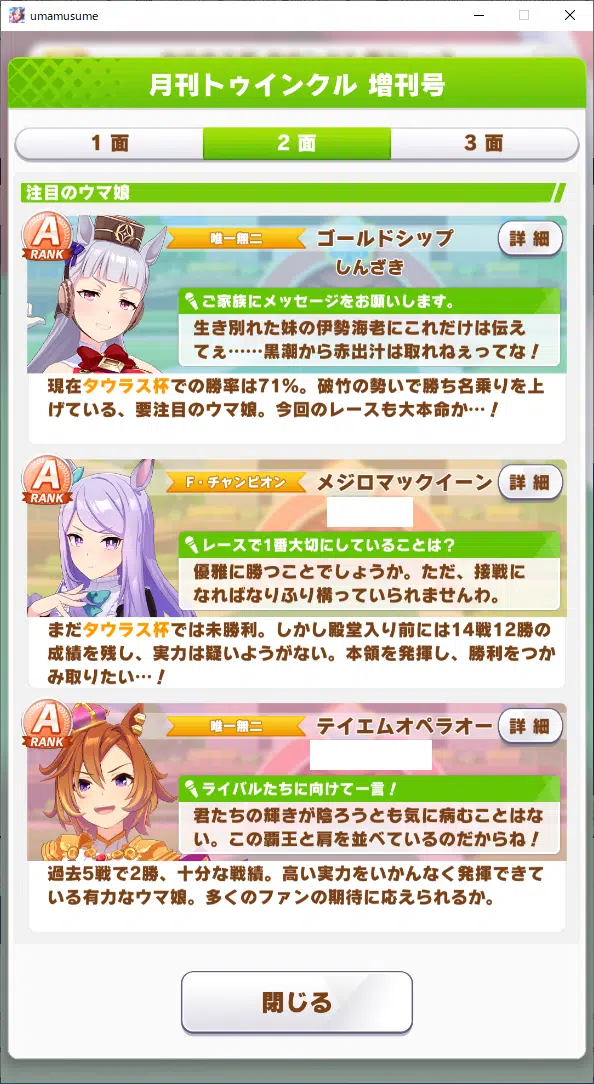 umamusume
月刊トゥインクル 増刊号
1 面
2 面
3 面
注目のウマ娘
A
RANK
唯一無二
ゴールドシップ
詳 細
しんざき
ご家族にメッセージをお願いします。
生き別れた妹の伊勢海老にこれだけは伝え
てぇ……黒潮から赤出汁は取れねぇってな！
現在タウラス杯での勝率は71%。破竹の勢いで勝ち名乗りを上
げている、要注目のウマ娘。今回のレースも大本命か…！
A
RANK
F・チャンピオン
メジロマックイーン
詳 細
レースで1番大切にしていることは？
優雅に勝つことでしょうか。ただ、接戦に
なればなりふり構っていられませんわ。
まだタウラス杯では未勝利。しかし殿堂入り前には14戦12勝の
成績を残し、実力は疑いようがない。本領を発揮し、勝利をつか
み取りたい…！
A
RANK
唯一無二
テイエムオペラオー
詳 細
ライバルたちに向けて一言！
君たちの輝きが陰ろうとも気に病むことはな
い。この覇王と肩を並べているのだからね！
過去5戦で2勝、十分な戦績。高い実力をいかんなく発揮できて
いる有力なウマ娘。多くのファンの期待に応えられるか。
閉じる